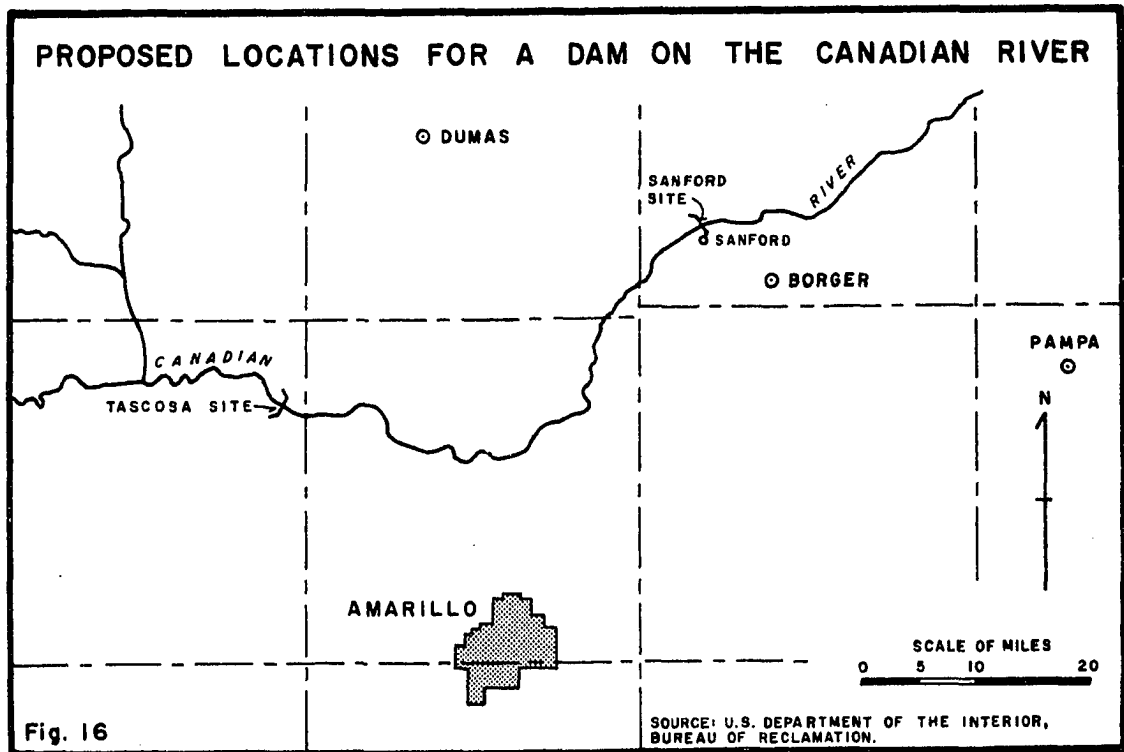 PROPOSED LOCATIONS FOR A DAM ON THE CANADIAN RIVER
DUMAS
SANFORD
SITE
RIVER
SANFORD
BORGER
PAMPA
CANADIAN
TASCOSA SITE
N
AMARILLO
SCALE OF MILES
0 5 10 20
Fig. 16
SOURCE: U.S. DEPARTMENT OF THE INTERIOR,
BUREAU OF RECLAMATION.